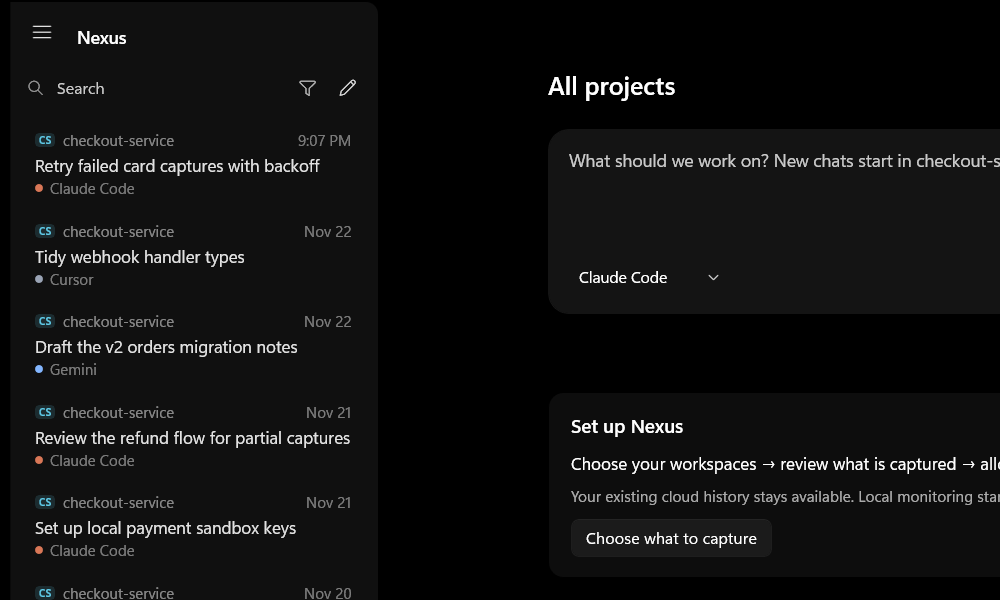 Nexus
Search
CS checkout-service 9:07 PM
Retry failed card captures with backoff
Claude Code
CS checkout-service Nov 22
Tidy webhook handler types
Cursor
CS checkout-service Nov 22
Draft the v2 orders migration notes
Gemini
CS checkout-service Nov 21
Review the refund flow for partial captures
Claude Code
CS checkout-service Nov 21
Set up local payment sandbox keys
Claude Code
CS checkout-service Nov 20
All projects
What should we work on? New chats start in checkout-s
Claude Code
Set up Nexus
Choose your workspaces → review what is captured → allo
Your existing cloud history stays available. Local monitoring star
Choose what to capture